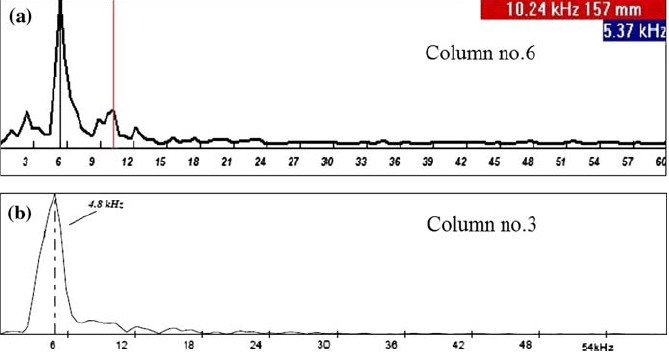 (a)
10.24 kHz 157 mm
5.37 kHz
Column no.6
3 6 9 12 15 18 21 24 27 30 33 36 39 42 45 48 51 54 57 60
(b)
4.8 kHz
Column no.3
6 12 18 24 30 36 42 48 54kHz